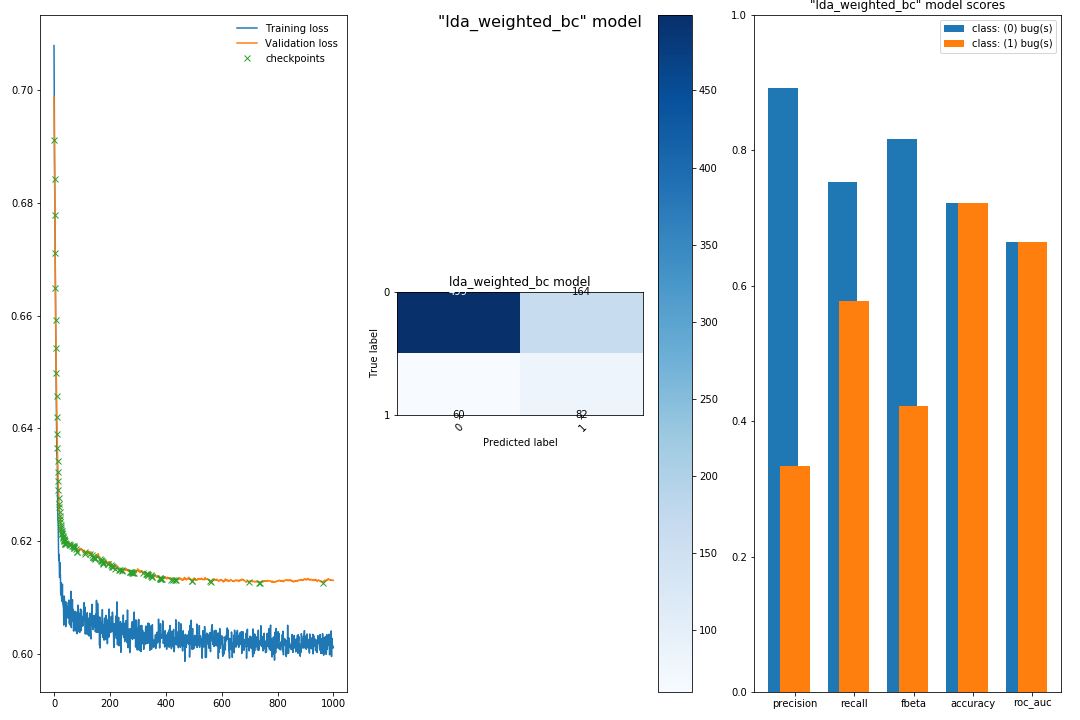 Training loss
Validation loss
checkpoints
0.70
0.68
0.66
0.64
0.62
0.60
0 200 400 600 800 1000
"lda_weighted_bc" model
lda_weighted_bc model
0
164
True label
1
60 82
0 1
Predicted label
450
400
350
300
250
200
150
100
"lda_weighted_bc" model scores
class: (0) bug(s)
class: (1) bug(s)
1.0
0.8
0.6
0.4
0.2
0.0
precision recall fbeta accuracy roc_auc